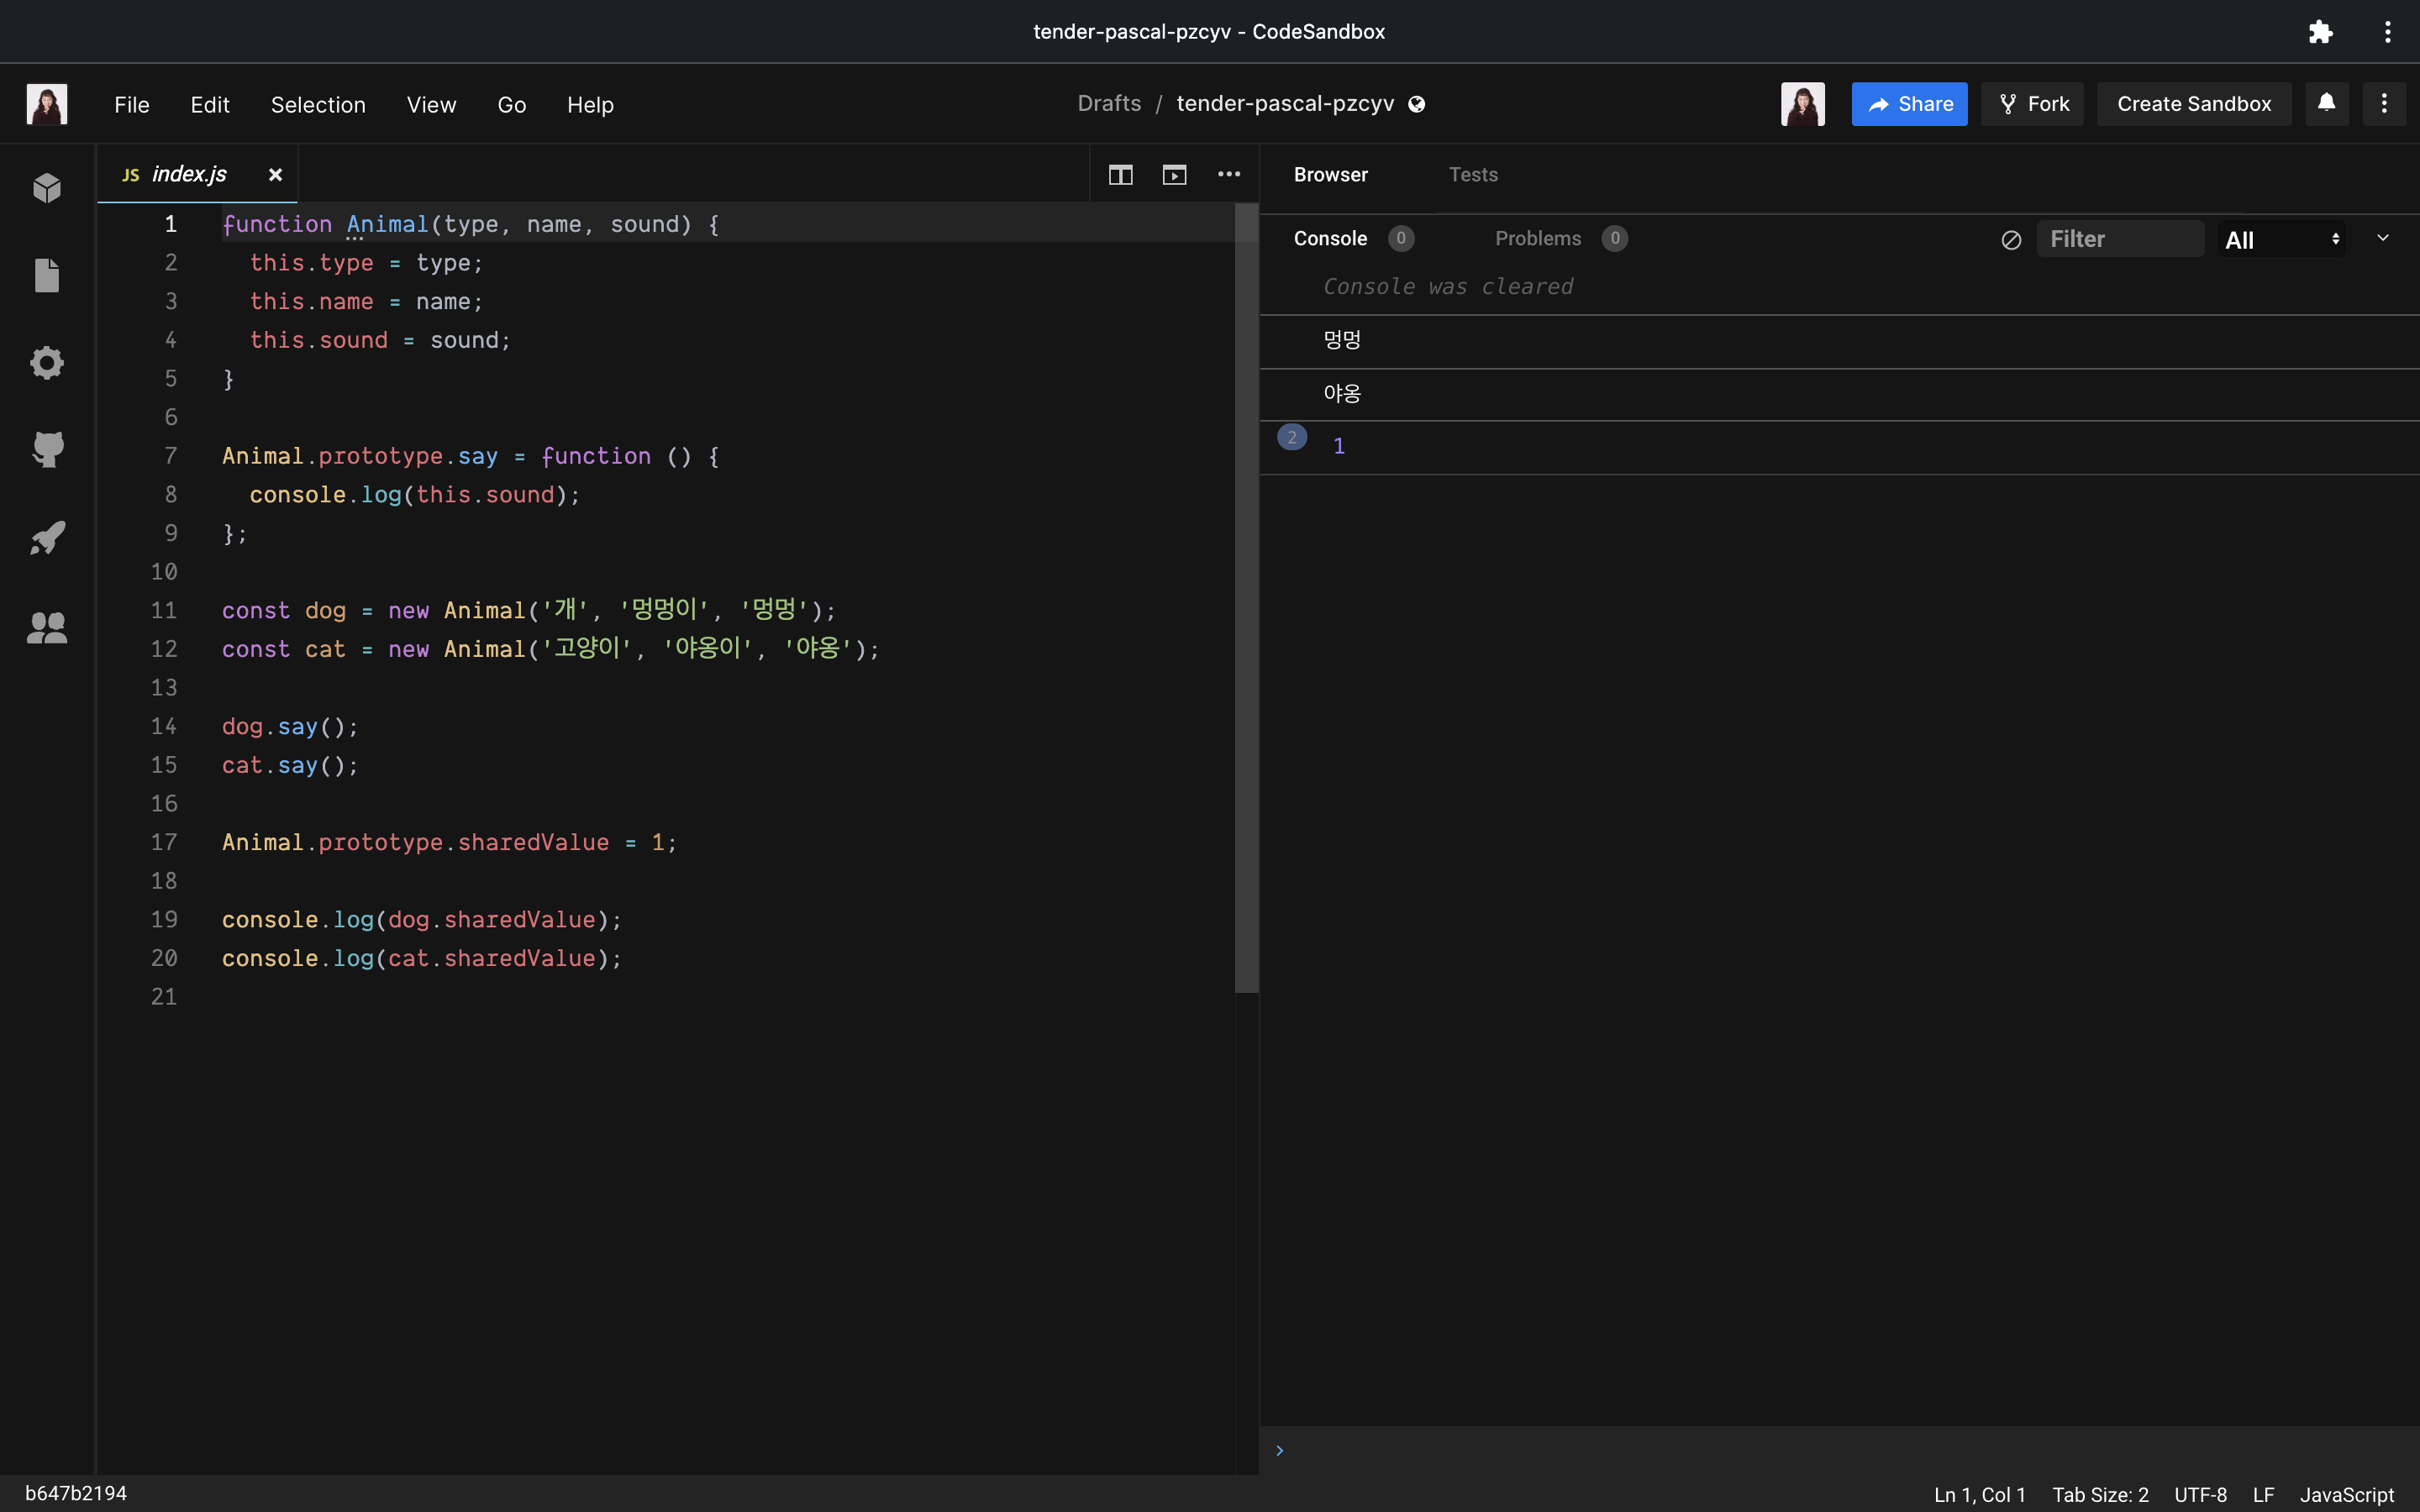 tender-pascal-pzcyv - CodeSandbox
File Edit Selection View Go Help
Drafts / tender-pascal-pzcyv
Share Fork Create Sandbox
JS index.js
1 function Animal(type, name, sound) {
2   this.type = type;
3   this.name = name;
4   this.sound = sound;
5 }
6
7 Animal.prototype.say = function () {
8   console.log(this.sound);
9 };
10
11 const dog = new Animal('개', '멍멍이', '멍멍');
12 const cat = new Animal('고양이', '야옹이', '야옹');
13
14 dog.say();
15 cat.say();
16
17 Animal.prototype.sharedValue = 1;
18
19 console.log(dog.sharedValue);
20 console.log(cat.sharedValue);
21
Browser Tests
Console 0 Problems 0 Filter All
Console was cleared
멍멍
야옹
2 1
›
b647b2194
Ln 1, Col 1 Tab Size: 2 UTF-8 LF JavaScript